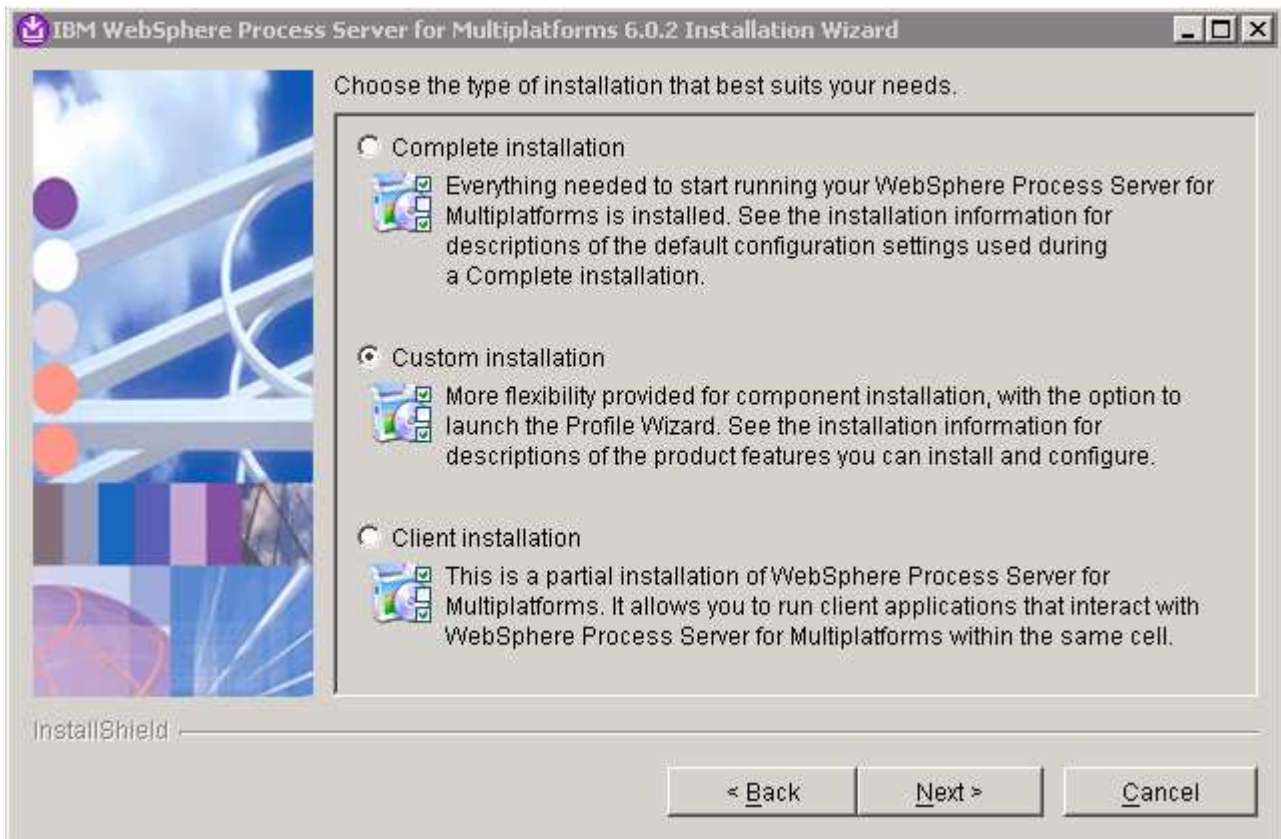 IBM WebSphere Process Server for Multiplatforms 6.0.2 Installation Wizard
Choose the type of installation that best suits your needs.
Complete installation
Everything needed to start running your WebSphere Process Server for
Multiplatforms is installed. See the installation information for
descriptions of the default configuration settings used during
a Complete installation.
Custom installation
More flexibility provided for component installation, with the option to
launch the Profile Wizard. See the installation information for
descriptions of the product features you can install and configure.
Client installation
This is a partial installation of WebSphere Process Server for
Multiplatforms. It allows you to run client applications that interact with
WebSphere Process Server for Multiplatforms within the same cell.
InstallShield
< Back
Next >
Cancel